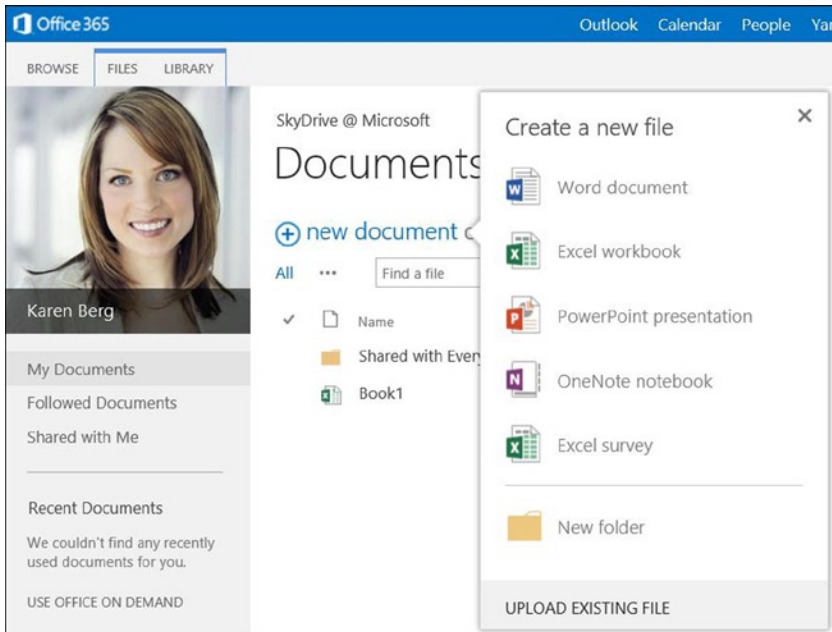 Office 365
Outlook Calendar People
BROWSE FILES LIBRARY
Karen Berg
My Documents
Followed Documents
Shared with Me
Recent Documents
We couldn't find any recently
used documents for you.
USE OFFICE ON DEMAND
SkyDrive @ Microsoft
Documents
new document
All ... Find a file
Name
Shared with Every
Book1
Create a new file
Word document
Excel workbook
PowerPoint presentation
OneNote notebook
Excel survey
New folder
UPLOAD EXISTING FILE